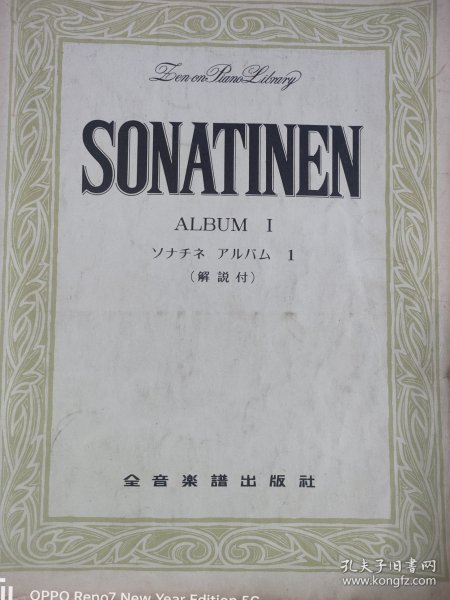 Zen-on Piano Library
SONATINEN
ALBUM I
ソナチネ アルバム 1
(解説付)
全音楽譜出版社
OPPO Reno7 New Year Edition 5G
孔夫子旧书网
www.kongfz.com